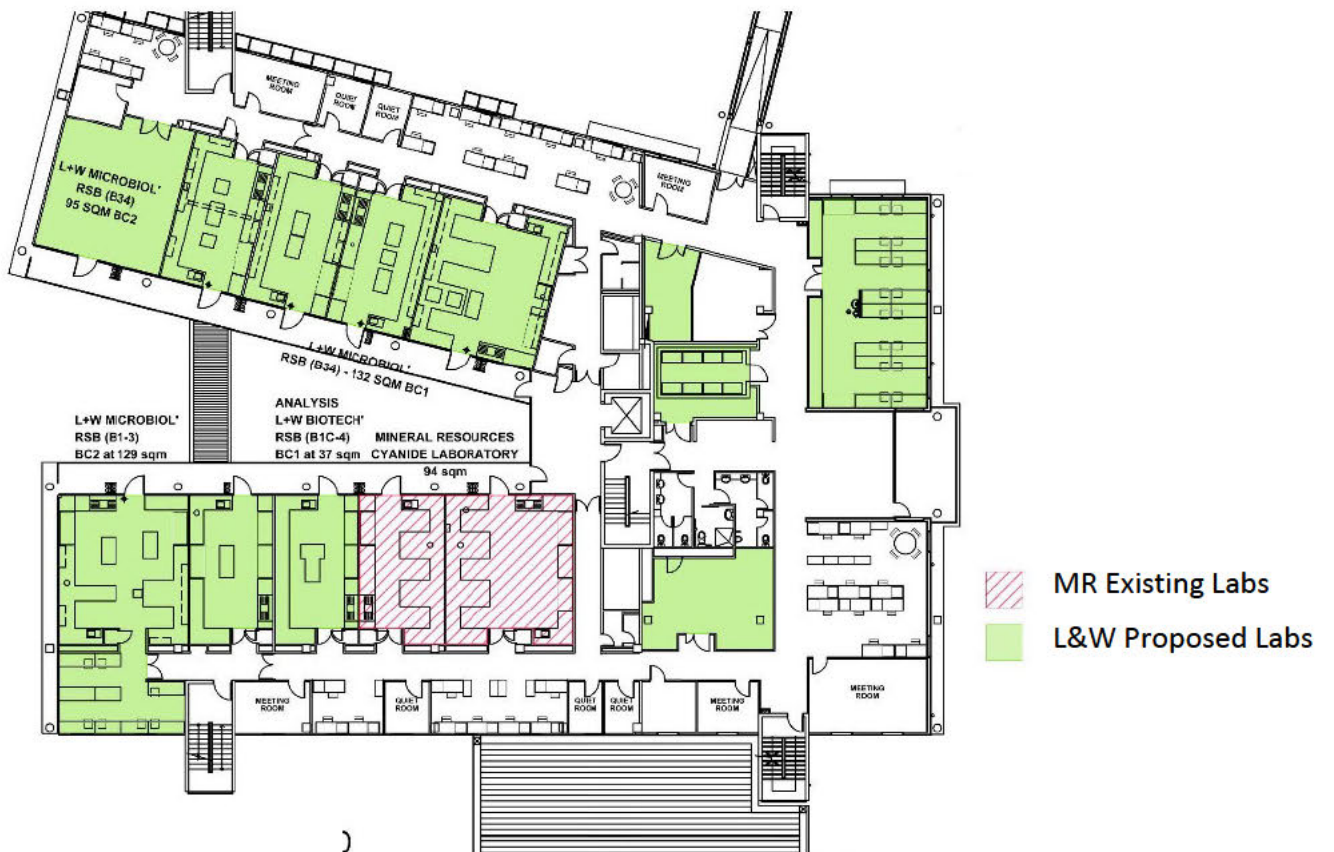 MEETING
ROOM
QUIET
ROOM
QUIET
ROOM
MEETING
ROOM
L+W MICROBIOL'
RSB (B34)
95 SQM BC2
L+W MICROBIOL'
RSB (B34) - 132 SQM BC1
L+W MICROBIOL'
RSB (B1-3)
BC2 at 129 sqm
ANALYSIS
L+W BIOTECH'
RSB (B1C-4)
BC1 at 37 sqm
MINERAL RESOURCES
CYANIDE LABORATORY
94 sqm
MR Existing Labs
L&W Proposed Labs
MEETING
ROOM
QUIET
ROOM
QUIET
ROOM
QUIET
ROOM
MEETING
ROOM
MEETING
ROOM